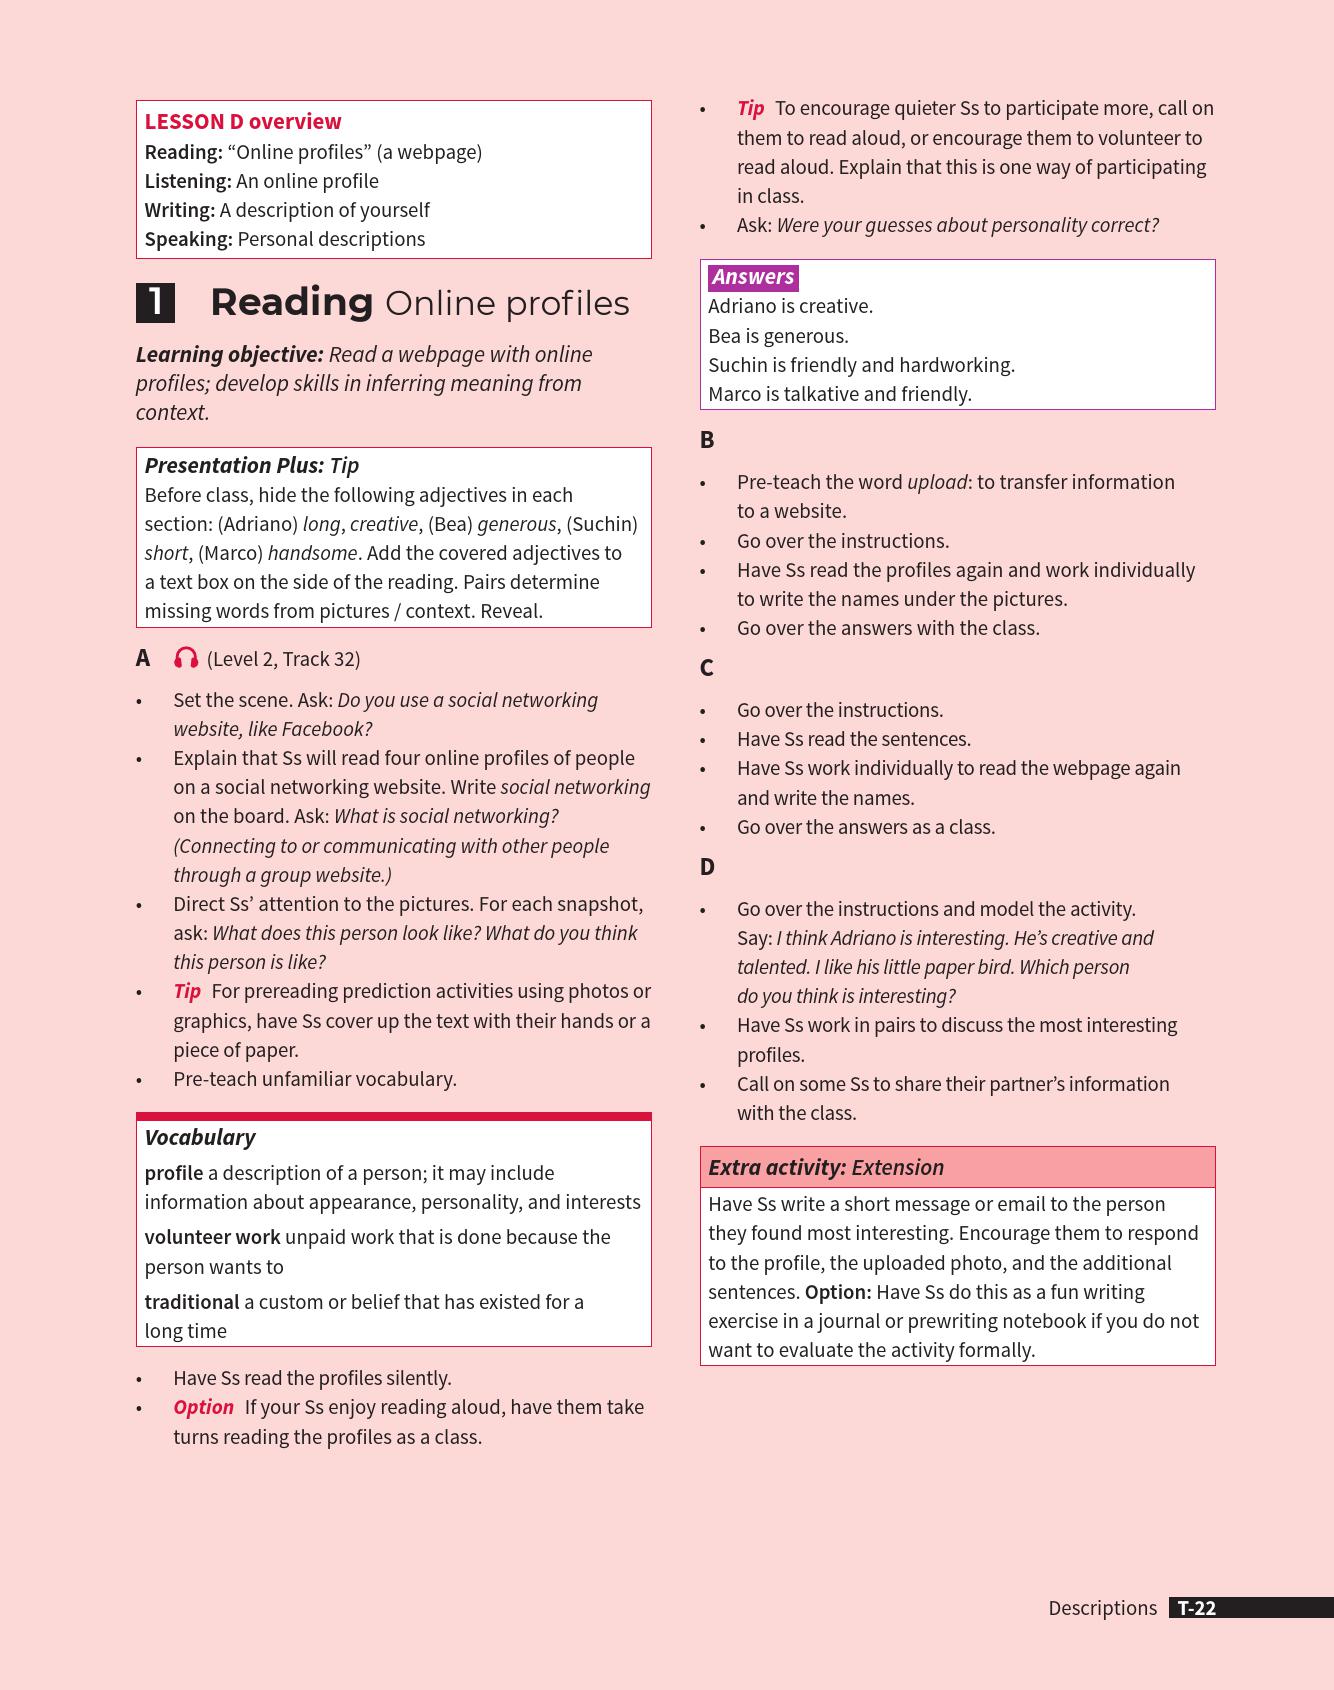 LESSON D overview
Reading: “Online profiles” (a webpage)
Listening: An online profile
Writing: A description of yourself
Speaking: Personal descriptions
1 Reading Online profiles
Learning objective: Read a webpage with online
profiles; develop skills in inferring meaning from
context.
Presentation Plus: Tip
Before class, hide the following adjectives in each
section: (Adriano) long, creative, (Bea) generous, (Suchin)
short, (Marco) handsome. Add the covered adjectives to
a text box on the side of the reading. Pairs determine
missing words from pictures / context. Reveal.
A (Level 2, Track 32)
• Set the scene. Ask: Do you use a social networking
website, like Facebook?
• Explain that Ss will read four online profiles of people
on a social networking website. Write social networking
on the board. Ask: What is social networking?
(Connecting to or communicating with other people
through a group website.)
• Direct Ss’ attention to the pictures. For each snapshot,
ask: What does this person look like? What do you think
this person is like?
• Tip For prereading prediction activities using photos or
graphics, have Ss cover up the text with their hands or a
piece of paper.
• Pre-teach unfamiliar vocabulary.
Vocabulary
profile a description of a person; it may include
information about appearance, personality, and interests
volunteer work unpaid work that is done because the
person wants to
traditional a custom or belief that has existed for a
long time
• Have Ss read the profiles silently.
• Option If your Ss enjoy reading aloud, have them take
turns reading the profiles as a class.
• Tip To encourage quieter Ss to participate more, call on
them to read aloud, or encourage them to volunteer to
read aloud. Explain that this is one way of participating
in class.
• Ask: Were your guesses about personality correct?
Answers
Adriano is creative.
Bea is generous.
Suchin is friendly and hardworking.
Marco is talkative and friendly.
B
• Pre-teach the word upload: to transfer information
to a website.
• Go over the instructions.
• Have Ss read the profiles again and work individually
to write the names under the pictures.
• Go over the answers with the class.
C
• Go over the instructions.
• Have Ss read the sentences.
• Have Ss work individually to read the webpage again
and write the names.
• Go over the answers as a class.
D
• Go over the instructions and model the activity.
Say: I think Adriano is interesting. He’s creative and
talented. I like his little paper bird. Which person
do you think is interesting?
• Have Ss work in pairs to discuss the most interesting
profiles.
• Call on some Ss to share their partner’s information
with the class.
Extra activity: Extension
Have Ss write a short message or email to the person
they found most interesting. Encourage them to respond
to the profile, the uploaded photo, and the additional
sentences. Option: Have Ss do this as a fun writing
exercise in a journal or prewriting notebook if you do not
want to evaluate the activity formally.
Descriptions T-22